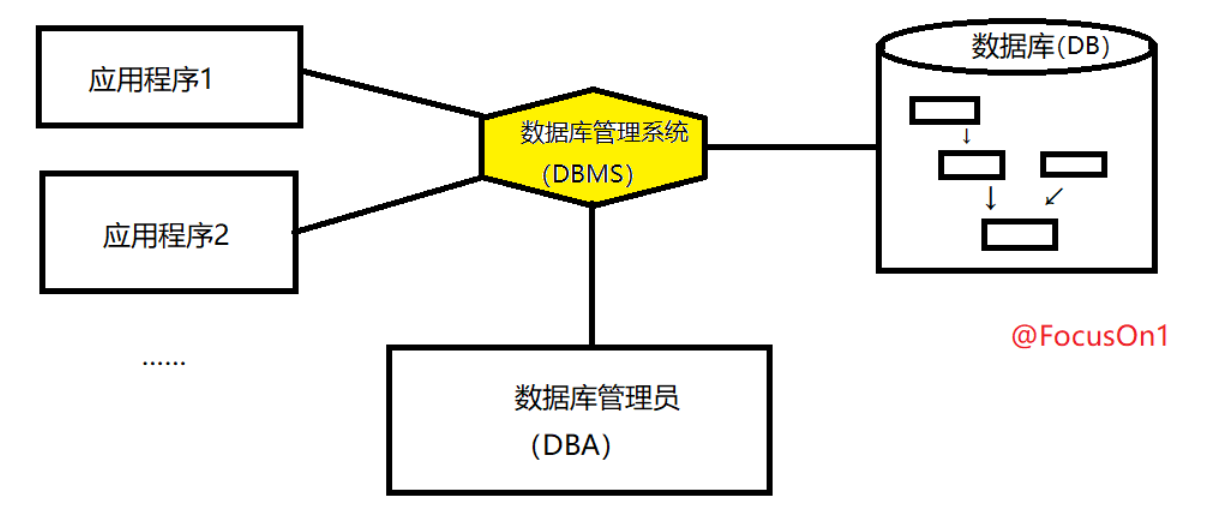 应用程序1
数据库(DB)
数据库管理系统
(DBMS)
应用程序2
@FocusOn1
……
数据库管理员
(DBA)